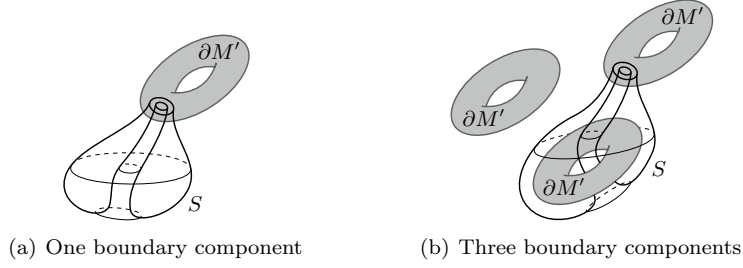 ∂M′
S
(a) One boundary component
∂M′
∂M′
∂M′
S
(b) Three boundary components